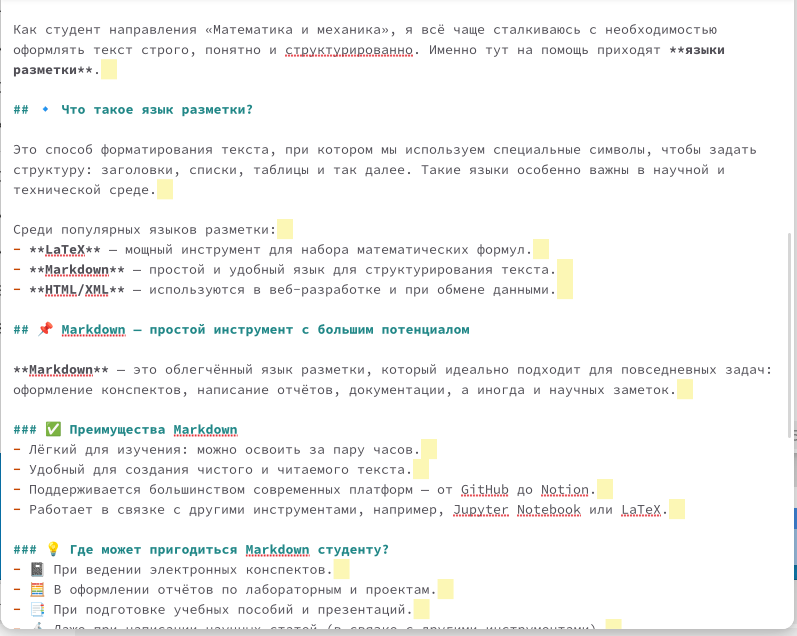 Как студент направления «Математика и механика», я всё чаще сталкиваюсь с необходимостью
оформлять текст строго, понятно и структурированно. Именно тут на помощь приходят **языки
разметки**.
## 🔹 Что такое язык разметки?
Это способ форматирования текста, при котором мы используем специальные символы, чтобы задать
структуру: заголовки, списки, таблицы и так далее. Такие языки особенно важны в научной и
технической среде.
Среди популярных языков разметки:
- **LaTeX** — мощный инструмент для набора математических формул.
- **Markdown** — простой и удобный язык для структурирования текста.
- **HTML/XML** — используются в веб-разработке и при обмене данными.
## 📌 Markdown — простой инструмент с большим потенциалом
**Markdown** — это облегчённый язык разметки, который идеально подходит для повседневных задач:
оформление конспектов, написание отчётов, документации, а иногда и научных заметок.
### ✅ Преимущества Markdown
- Лёгкий для изучения: можно освоить за пару часов.
- Удобный для создания чистого и читаемого текста.
- Поддерживается большинством современных платформ — от GitHub до Notion.
- Работает в связке с другими инструментами, например, Jupyter Notebook или LaTeX.
### 💡 Где может пригодиться Markdown студенту?
- 📓 При ведении электронных конспектов.
- 🧮 В оформлении отчётов по лабораторным и проектам.
- 📑 При подготовке учебных пособий и презентаций.
- 🔬 Даже при написании научных статей (в связке с другими инструментами).